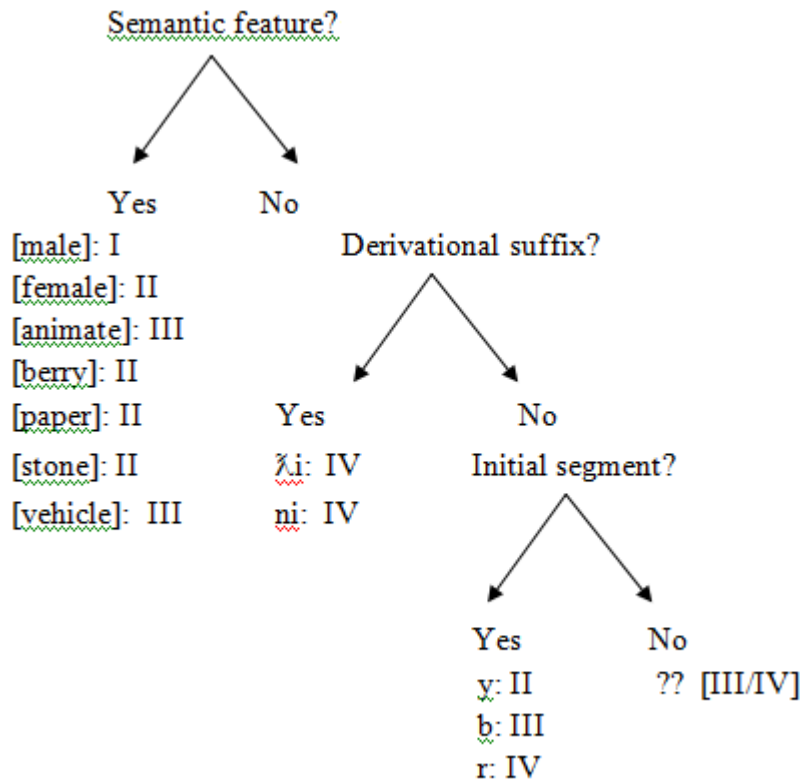 Semantic feature?
Yes No
[male]: I
Derivational suffix?
[female]: II
[animate]: III
[berry]: II
[paper]: II
Yes No
[stone]: II
ƛi: IV
Initial segment?
[vehicle]: III
ni: IV
Yes No
y: II
?? [III/IV]
b: III
r: IV